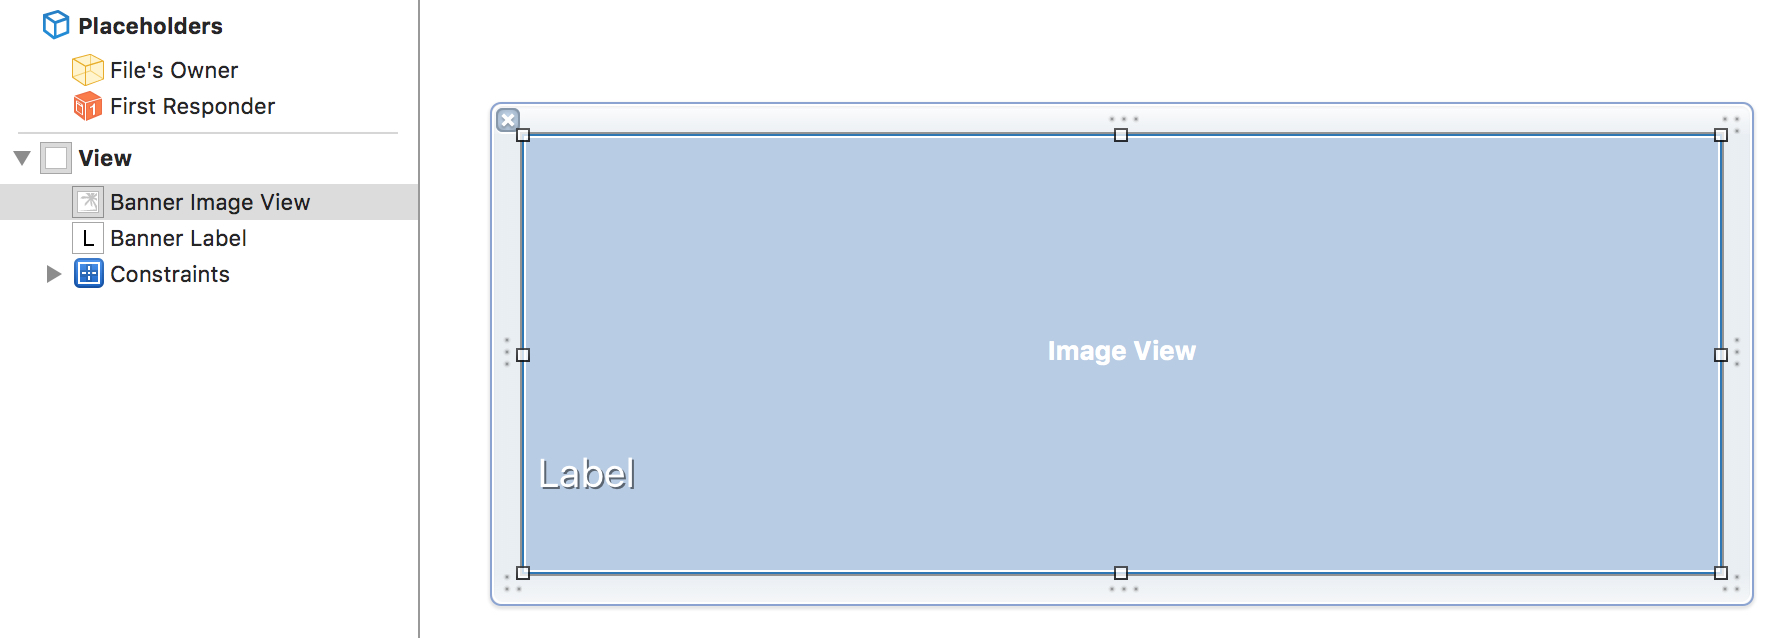 Placeholders
File's Owner
First Responder
View
Banner Image View
L Banner Label
Constraints
Image View
Label